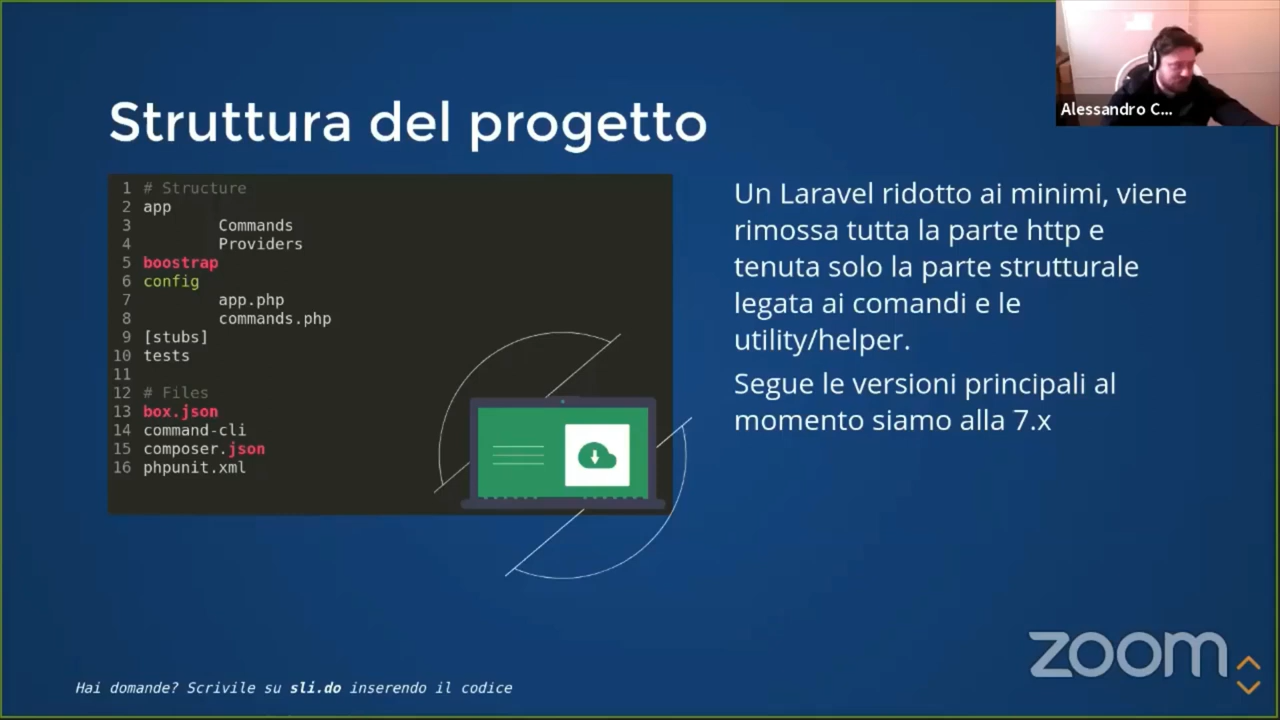 Struttura del progetto
Alessandro C...
1 # Structure
2 app
3 Commands
4 Providers
5 boostrap
6 config
7 app.php
8 commands.php
9 [stubs]
10 tests
11
12 # Files
13 box.json
14 command-cli
15 composer.json
16 phpunit.xml
Un Laravel ridotto ai minimi, viene
rimossa tutta la parte http e
tenuta solo la parte strutturale
legata ai comandi e le
utility/helper.
Segue le versioni principali al
momento siamo alla 7.x
zoom
Hai domande? Scrivile su sli.do inserendo il codice